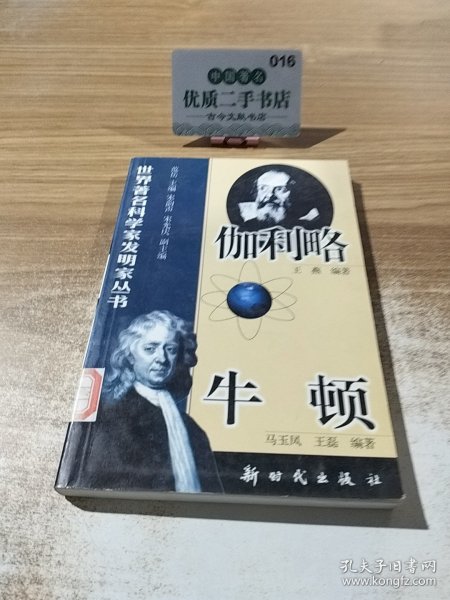 016
中国著名
优质二手书店
古今文献书店
世界著名科学家发明家丛书
伽利略
王燕 编著
牛顿
马玉凤 王磊 编著
新时代出版社
孔夫子旧书网
www.kongfz.com